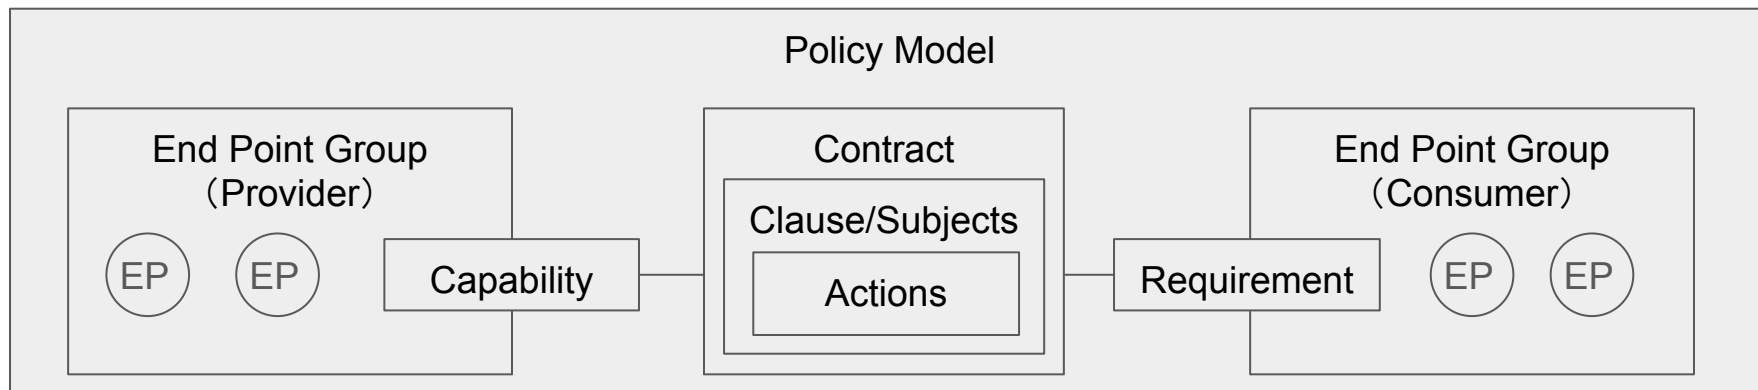 Policy Model
End Point Group
（Provider）
EP
EP
Capability
Contract
Clause/Subjects
Actions
Requirement
End Point Group
（Consumer）
EP
EP